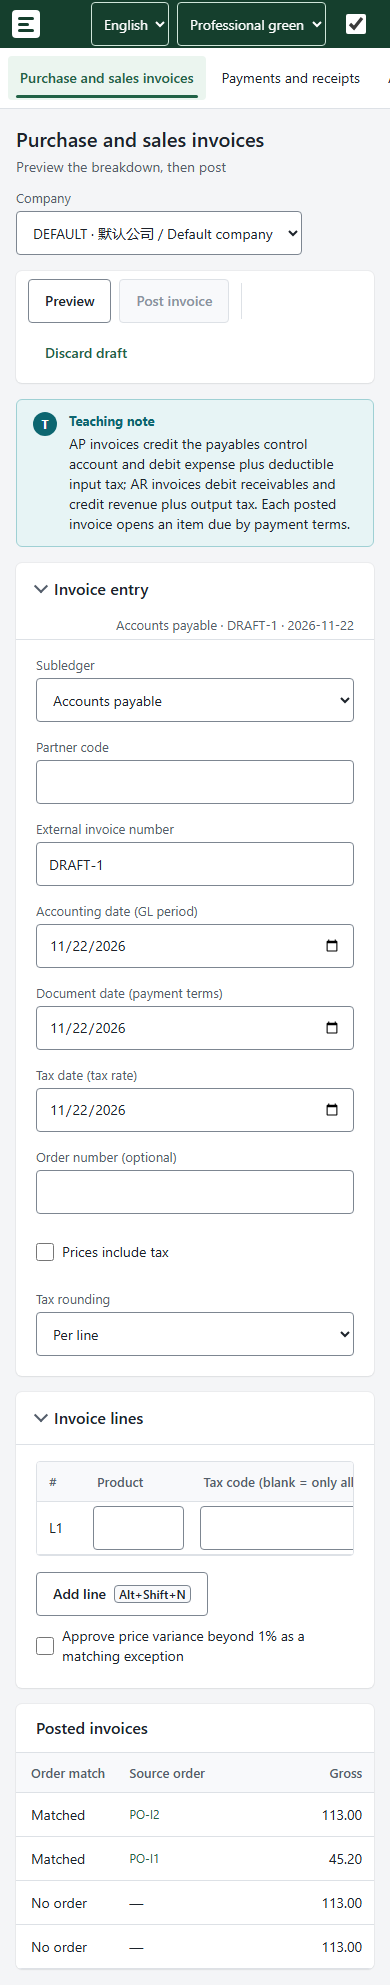 English
Professional green
Purchase and sales invoices
Payments and receipts
Purchase and sales invoices
Preview the breakdown, then post
Company
DEFAULT · 默认公司 / Default company
Preview
Post invoice
Discard draft
T
Teaching note
AP invoices credit the payables control
account and debit expense plus deductible
input tax; AR invoices debit receivables and
credit revenue plus output tax. Each posted
invoice opens an item due by payment terms.
Invoice entry
Accounts payable · DRAFT-1 · 2026-11-22
Subledger
Accounts payable
Partner code
External invoice number
DRAFT-1
Accounting date (GL period)
11/22/2026
Document date (payment terms)
11/22/2026
Tax date (tax rate)
11/22/2026
Order number (optional)
Prices include tax
Tax rounding
Per line
Invoice lines
# Product Tax code (blank = only all
L1
Add line Alt+Shift+N
Approve price variance beyond 1% as a
matching exception
Posted invoices
Order match Source order Gross
Matched PO-I2 113.00
Matched PO-I1 45.20
No order — 113.00
No order — 113.00